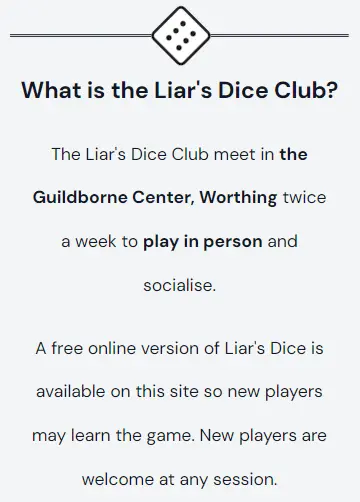 What is the Liar's Dice Club?
The Liar's Dice Club meet in the
Guildborne Center, Worthing twice
a week to play in person and
socialise.
A free online version of Liar's Dice is
available on this site so new players
may learn the game. New players are
welcome at any session.